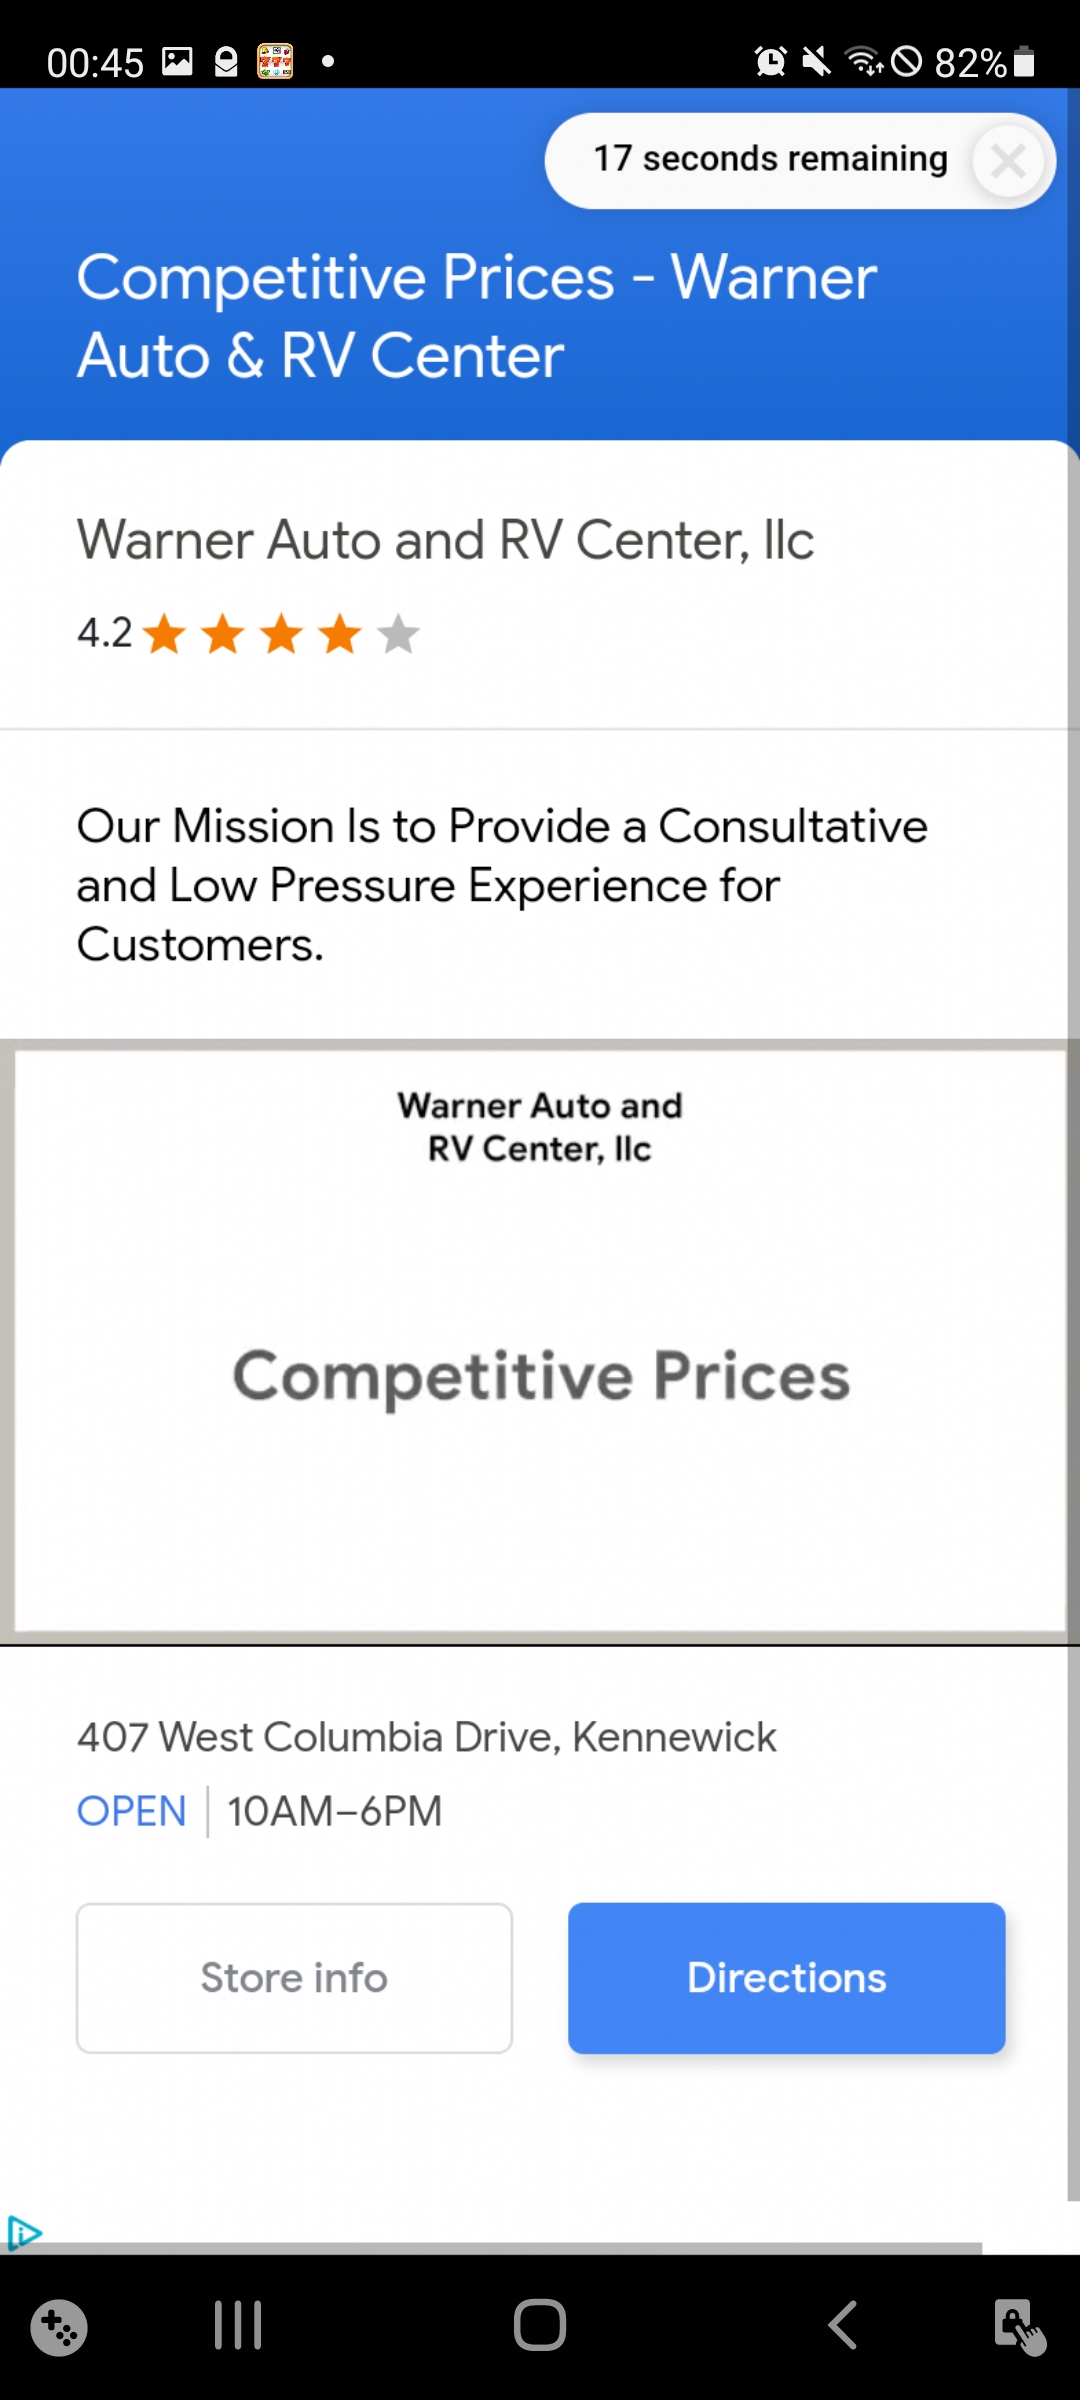 00:45
82%
17 seconds remaining
Competitive Prices - Warner
Auto & RV Center
Warner Auto and RV Center, llc
4.2
Our Mission Is to Provide a Consultative
and Low Pressure Experience for
Customers.
Warner Auto and
RV Center, llc
Competitive Prices
407 West Columbia Drive, Kennewick
OPEN | 10AM–6PM
Store info
Directions